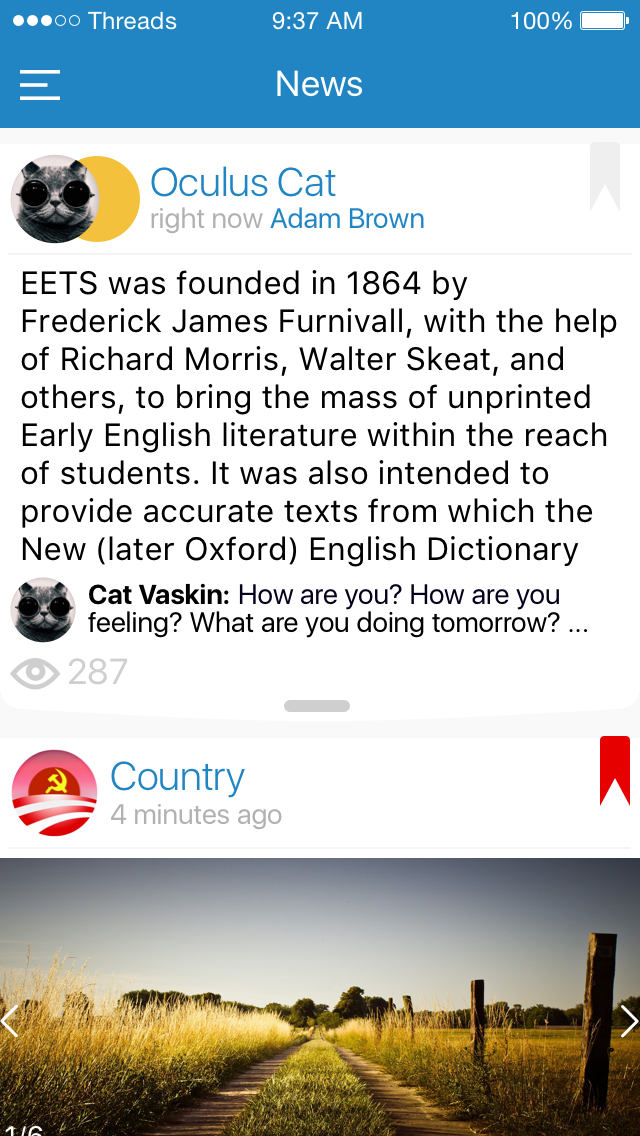 Threads 9:37 AM 100%
News
Oculus Cat
right now Adam Brown
EETS was founded in 1864 by
Frederick James Furnivall, with the help
of Richard Morris, Walter Skeat, and
others, to bring the mass of unprinted
Early English literature within the reach
of students. It was also intended to
provide accurate texts from which the
New (later Oxford) English Dictionary
Cat Vaskin: How are you? How are you
feeling? What are you doing tomorrow? ...
287
Country
4 minutes ago
1/6